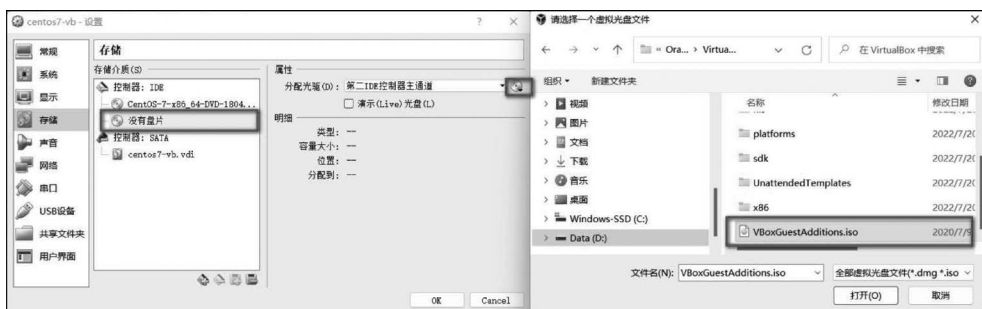 centos7-vb - 设置
常规
系统
显示
存储
声音
网络
串口
USB设备
共享文件夹
用户界面
存储
存储介质(S)
控制器: IDE
CentOS-7-x86_64-DVD-1804...
没有盘片
控制器: SATA
centos7-vb.vdi
属性
分配光驱(D): 第二IDE控制器主通道
演示(Live)光盘(L)
明细
类型: --
容量大小: --
位置: --
分配到: --
OK
Cancel
请选择一个虚拟光盘文件
« Ora... › Virtua...
在 VirtualBox 中搜索
组织
新建文件夹
视频
图片
文档
下载
音乐
桌面
Windows-SSD (C:)
Data (D:)
名称
修改日期
platforms
2022/7/20
sdk
2022/7/20
UnattendedTemplates
2022/7/20
x86
2022/7/20
VBoxGuestAdditions.iso
2020/7/9
文件名(N): VBoxGuestAdditions.iso
全部虚拟光盘文件(*.dmg *.iso
打开(O)
取消